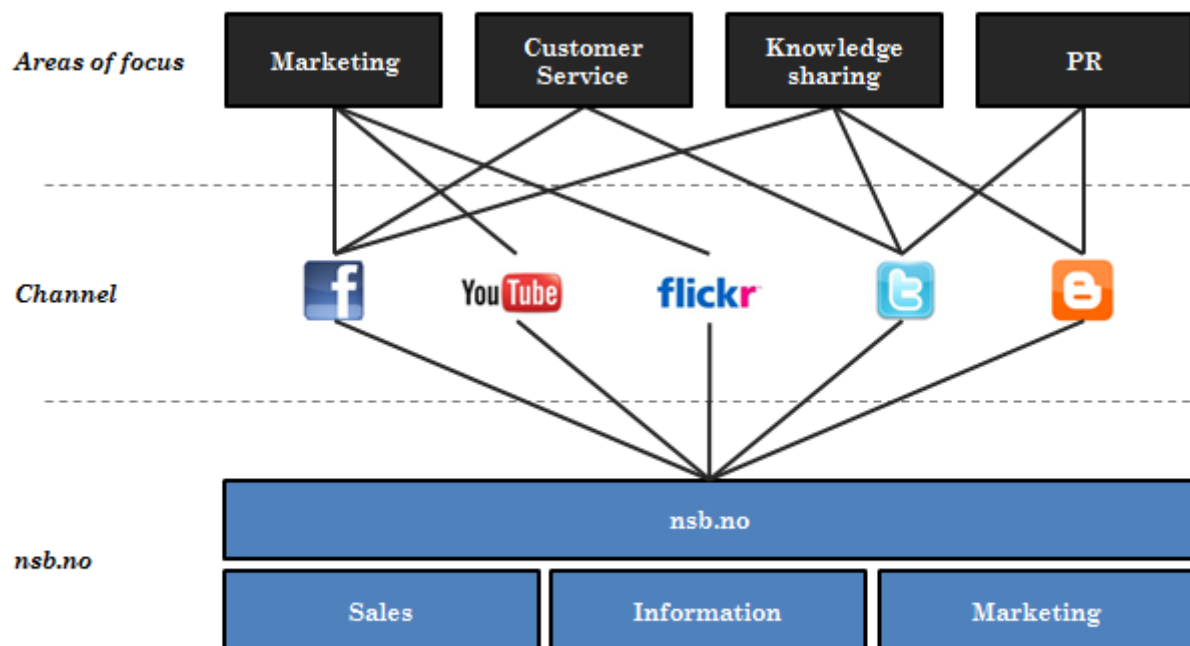 Areas of focus
Marketing
Customer
Service
Knowledge
sharing
PR
Channel
f
YouTube
flickr
t
B
nsb.no
nsb.no
Sales
Information
Marketing